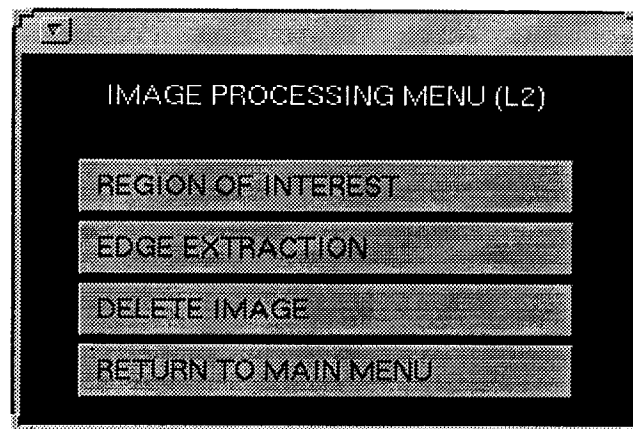 IMAGE PROCESSING MENU (L2)
REGION OF INTEREST
EDGE EXTRACTION
DELETE IMAGE
RETURN TO MAIN MENU